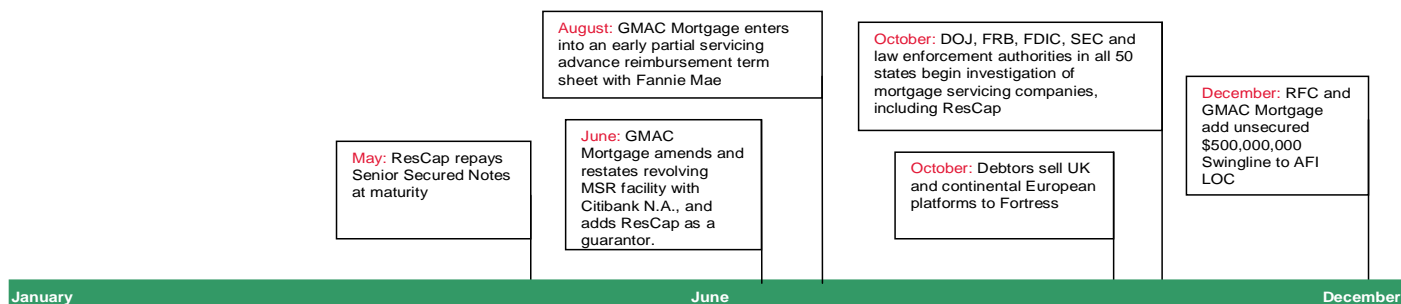 August: GMAC Mortgage enters
into an early partial servicing
advance reimbursement term
sheet with Fannie Mae
October: DOJ, FRB, FDIC, SEC and
law enforcement authorities in all 50
states begin investigation of
mortgage servicing companies,
including ResCap
December: RFC and
GMAC Mortgage
add unsecured
$500,000,000
Swingline to AFI
LOC
May: ResCap repays
Senior Secured Notes
at maturity
June: GMAC
Mortgage amends and
restates revolving
MSR facility with
Citibank N.A., and
adds ResCap as a
guarantor.
October: Debtors sell UK
and continental European
platforms to Fortress
January
June
December